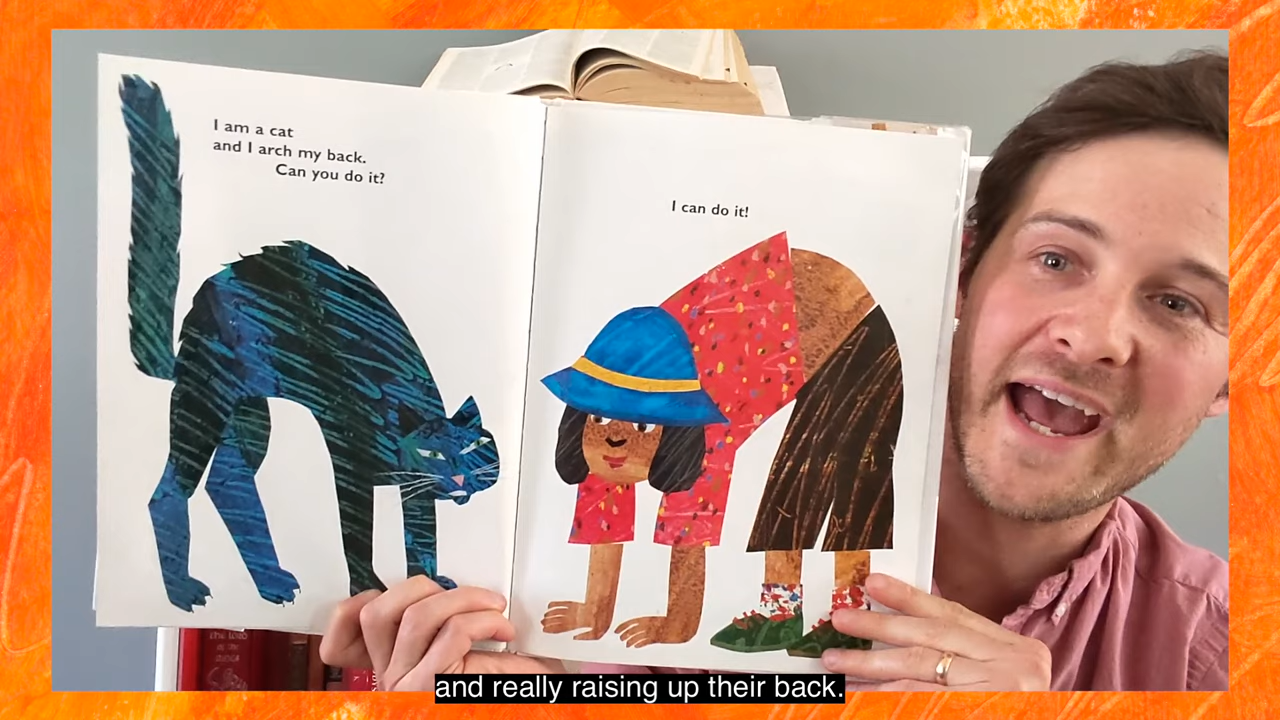 I am a cat
and I arch my back.
Can you do it?
I can do it!
and really raising up their back.